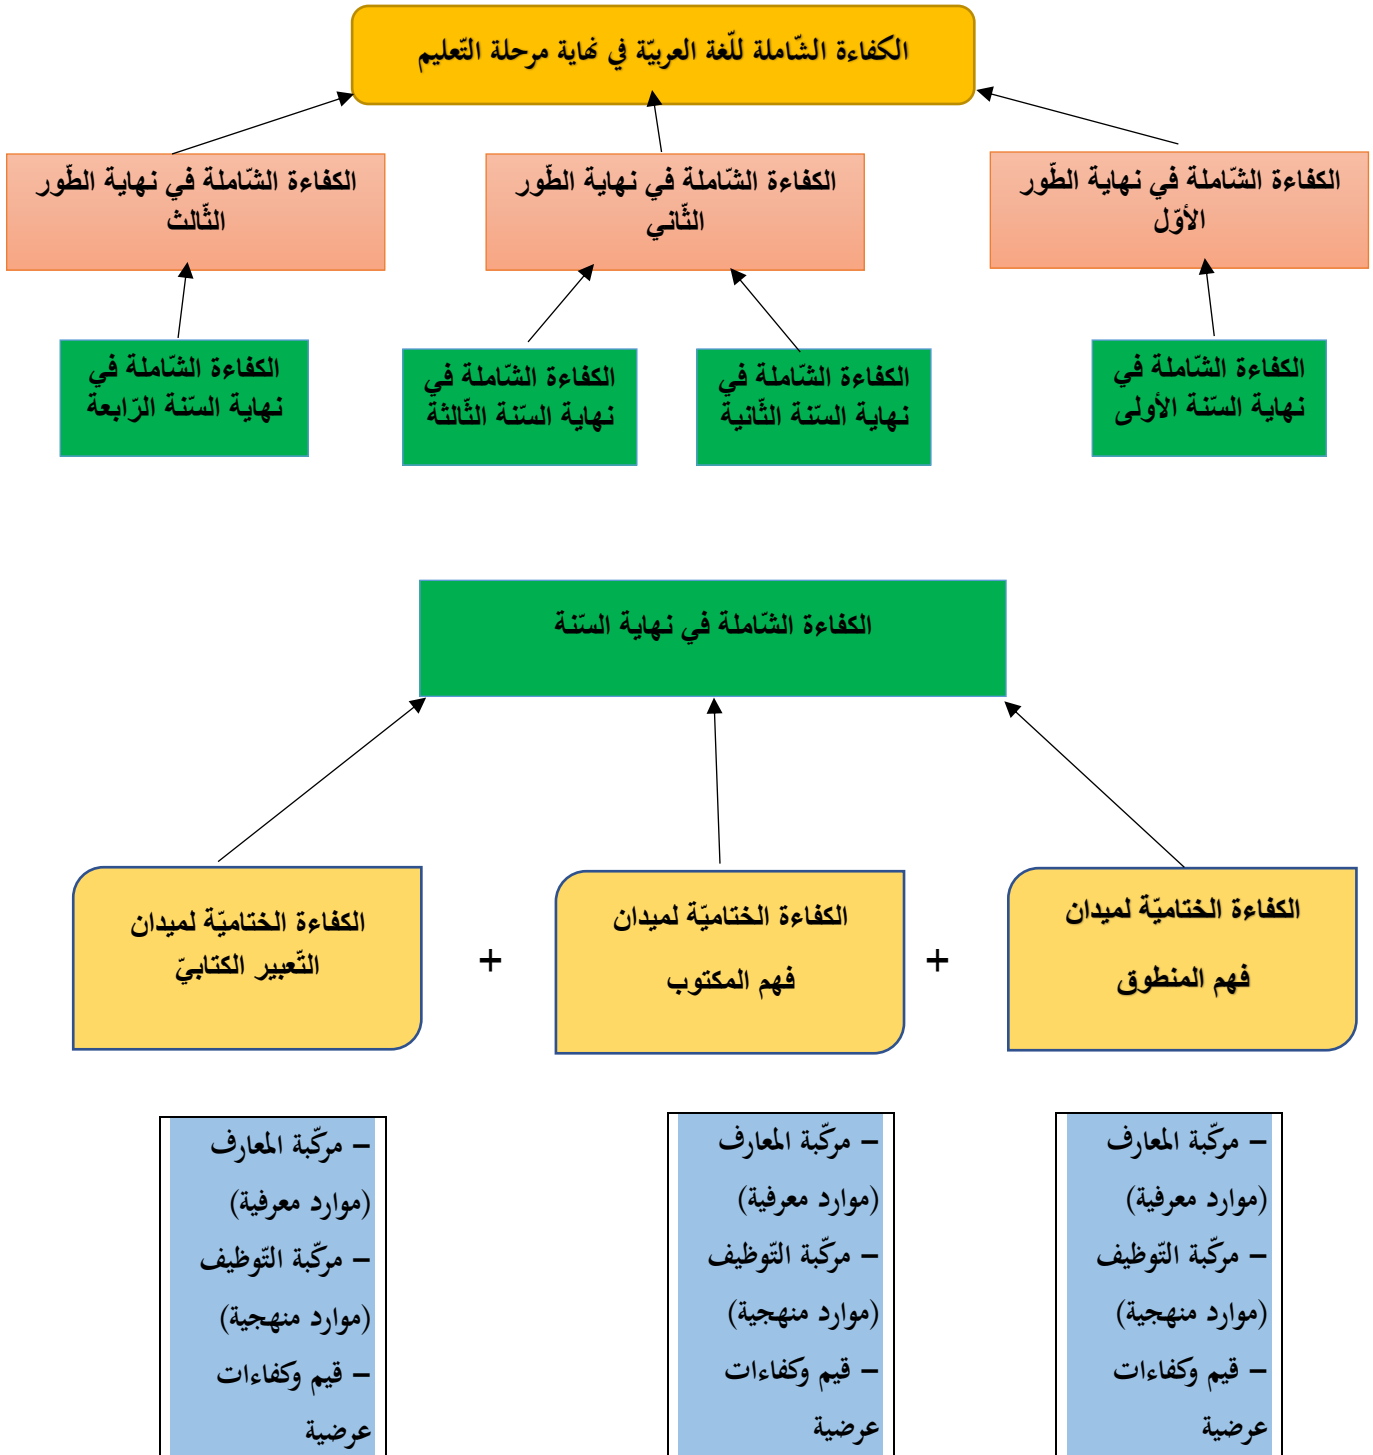 الكفاءة الشّاملة للّغة العربيّة في نهاية مرحلة التّعليم
الكفاءة الشّاملة في نهاية الطّور
الأوّل
الكفاءة الشّاملة في نهاية الطّور
الثّاني
الكفاءة الشّاملة في نهاية الطّور
الثّالث
الكفاءة الشّاملة في
نهاية السّنة الأولى
الكفاءة الشّاملة في
نهاية السّنة الثّانية
الكفاءة الشّاملة في
نهاية السّنة الثّالثة
الكفاءة الشّاملة في
نهاية السّنة الرّابعة
الكفاءة الشّاملة في نهاية السّنة
الكفاءة الختاميّة لميدان
فهم المنطوق
+
الكفاءة الختاميّة لميدان
فهم المكتوب
+
الكفاءة الختاميّة لميدان
التّعبير الكتابيّ
– مركّبة المعارف
(موارد معرفية)
– مركّبة التّوظيف
(موارد منهجية)
– قيم وكفاءات
عرضية
– مركّبة المعارف
(موارد معرفية)
– مركّبة التّوظيف
(موارد منهجية)
– قيم وكفاءات
عرضية
– مركّبة المعارف
(موارد معرفية)
– مركّبة التّوظيف
(موارد منهجية)
– قيم وكفاءات
عرضية